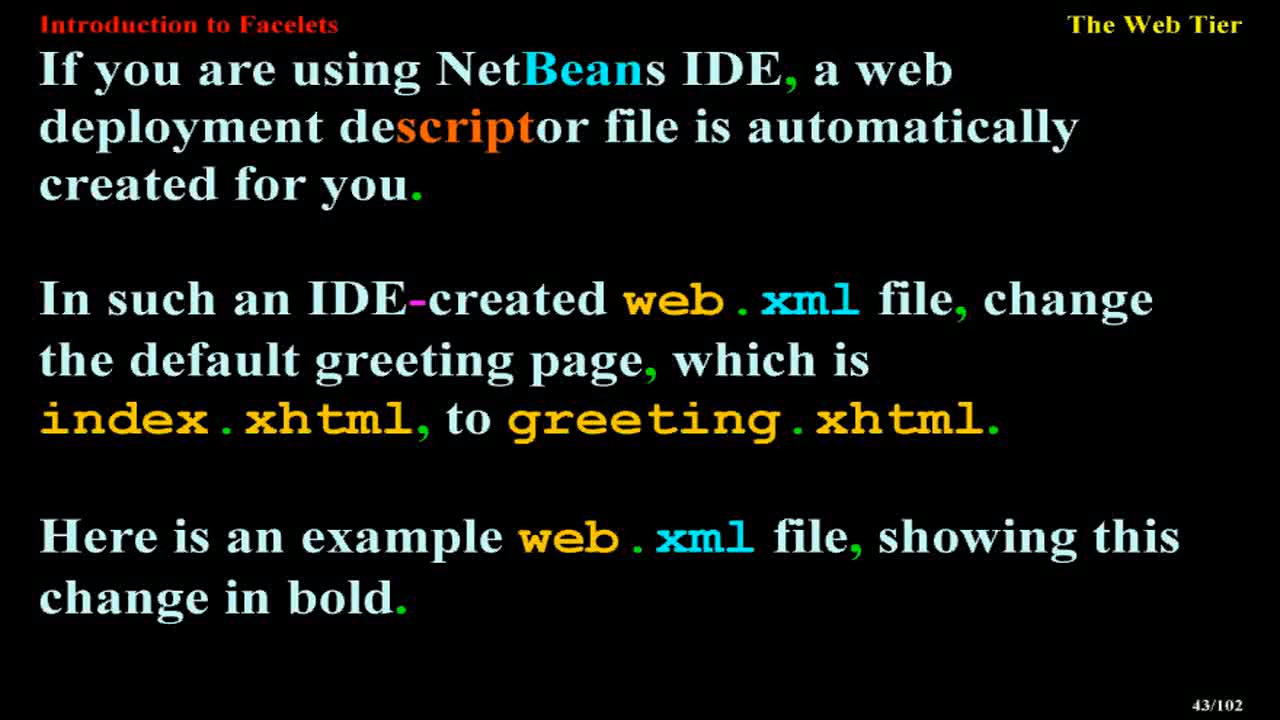 Introduction to Facelets The Web Tier
If you are using NetBeans IDE, a web
deployment descriptor file is automatically
created for you.
In such an IDE-created web.xml file, change
the default greeting page, which is
index.xhtml, to greeting.xhtml.
Here is an example web.xml file, showing this
change in bold.
43/102